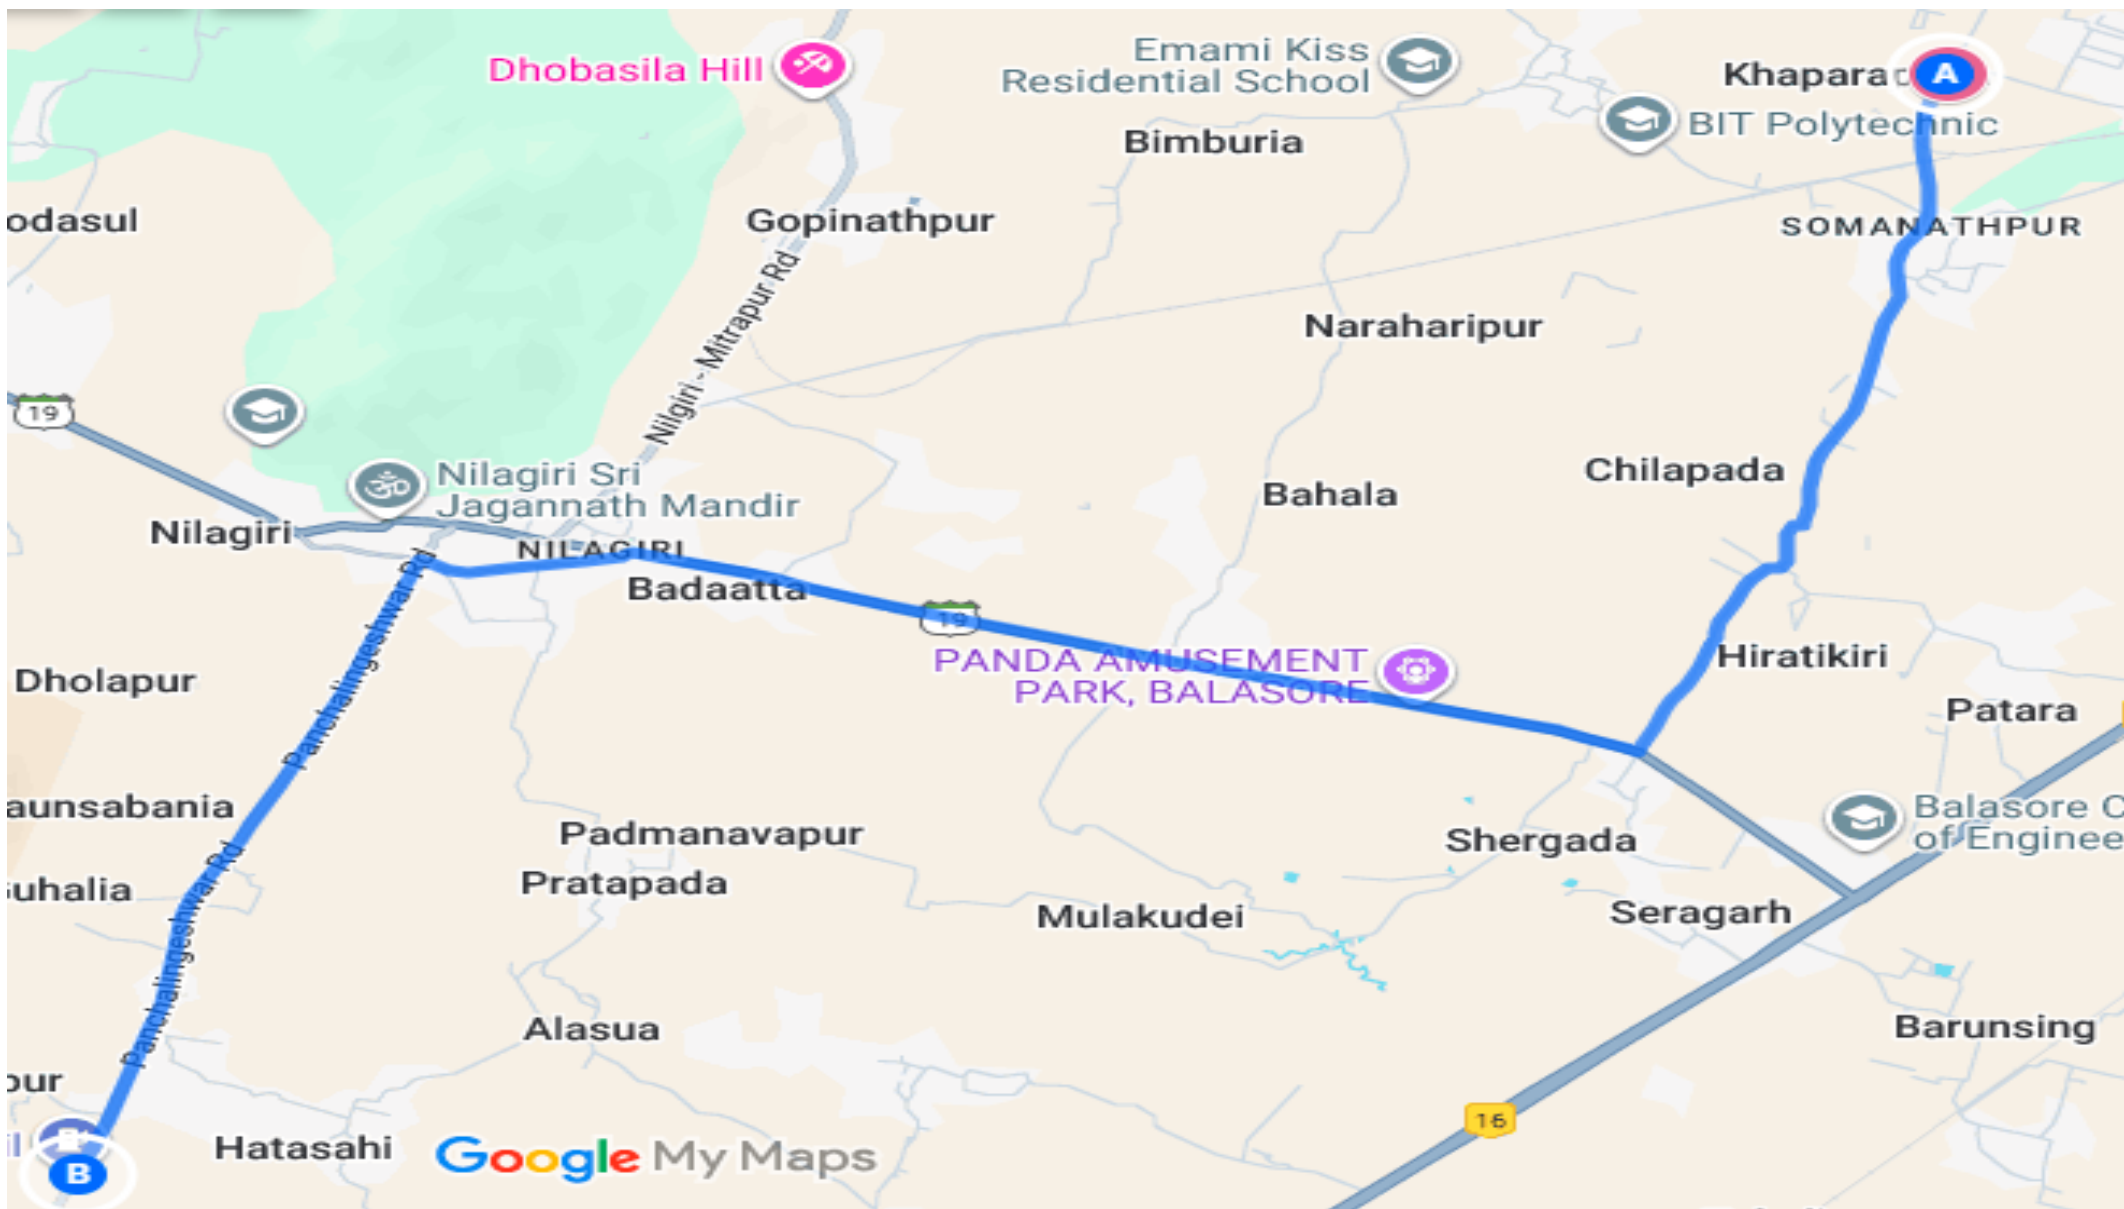 Dhobasila Hill
Emami Kiss
Residential School
A
BIT Polytechnic
Bimburia
odasul
Gopinathpur
SOMANATHPUR
Nilgiri - Mitrapur Rd
Naraharipur
19
Chilapada
Nilagiri Sri
Jagannath Mandir
Bahala
Nilagiri
NILAGIRI
Badaatta
19
PANDA AMUSEMENT
PARK, BALASORE
Hiratikiri
Dholapur
Panchalingeshwar Rd
Patara
aunsabania
Padmanavapur
Shergada
Balasore C
of Enginee
Panchalingeshwar Rd
uhalia
Pratapada
Mulakudei
Seragarh
Alasua
Barunsing
our
16
Hatasahi
B
Google My Maps